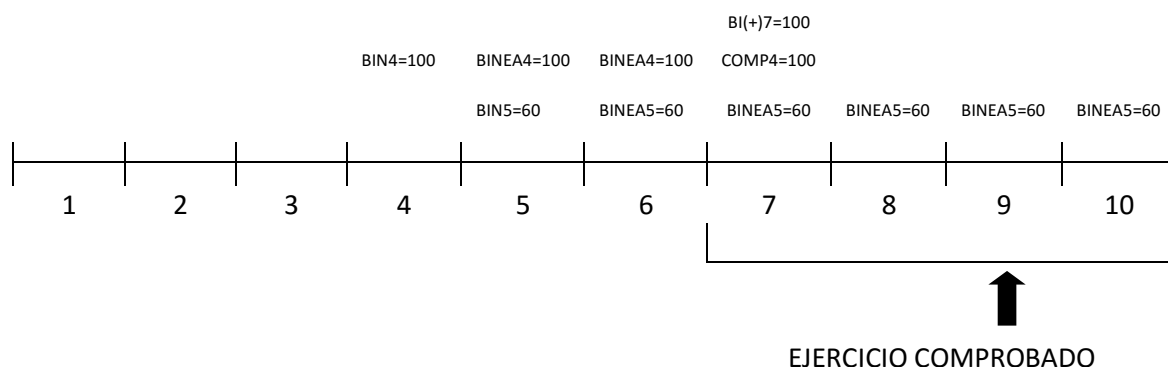 BI(+)7=100
BIN4=100 BINEA4=100 BINEA4=100 COMP4=100
BIN5=60 BINEA5=60 BINEA5=60 BINEA5=60 BINEA5=60 BINEA5=60
1 2 3 4 5 6 7 8 9 10
EJERCICIO COMPROBADO